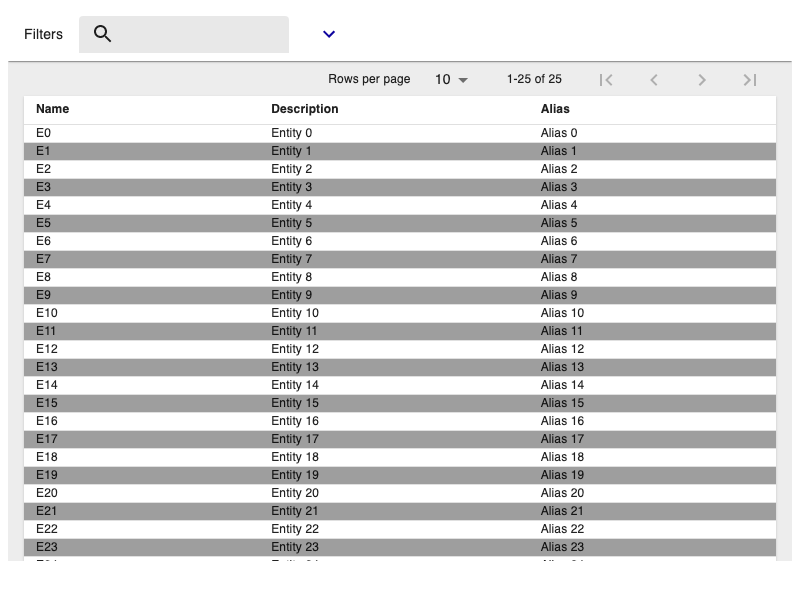 Filters
Rows per page 10 1-25 of 25
Name Description Alias
E0 Entity 0 Alias 0
E1 Entity 1 Alias 1
E2 Entity 2 Alias 2
E3 Entity 3 Alias 3
E4 Entity 4 Alias 4
E5 Entity 5 Alias 5
E6 Entity 6 Alias 6
E7 Entity 7 Alias 7
E8 Entity 8 Alias 8
E9 Entity 9 Alias 9
E10 Entity 10 Alias 10
E11 Entity 11 Alias 11
E12 Entity 12 Alias 12
E13 Entity 13 Alias 13
E14 Entity 14 Alias 14
E15 Entity 15 Alias 15
E16 Entity 16 Alias 16
E17 Entity 17 Alias 17
E18 Entity 18 Alias 18
E19 Entity 19 Alias 19
E20 Entity 20 Alias 20
E21 Entity 21 Alias 21
E22 Entity 22 Alias 22
E23 Entity 23 Alias 23